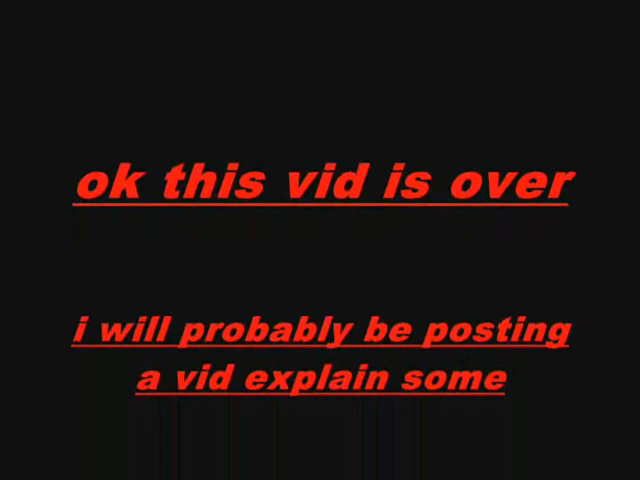 ok this vid is over
i will probably be posting
a vid explain some